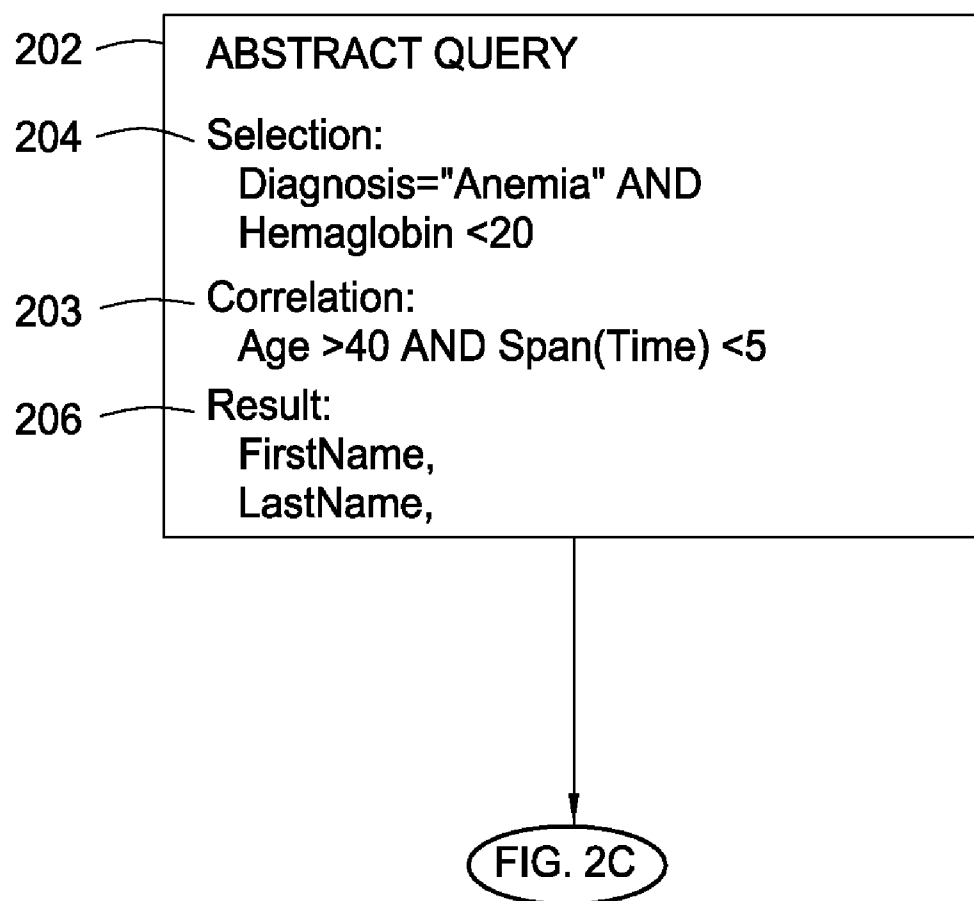 202 ABSTRACT QUERY
204 Selection:
Diagnosis="Anemia" AND
Hemaglobin <20
203 Correlation:
Age >40 AND Span(Time) <5
206 Result:
FirstName,
LastName,
FIG. 2C